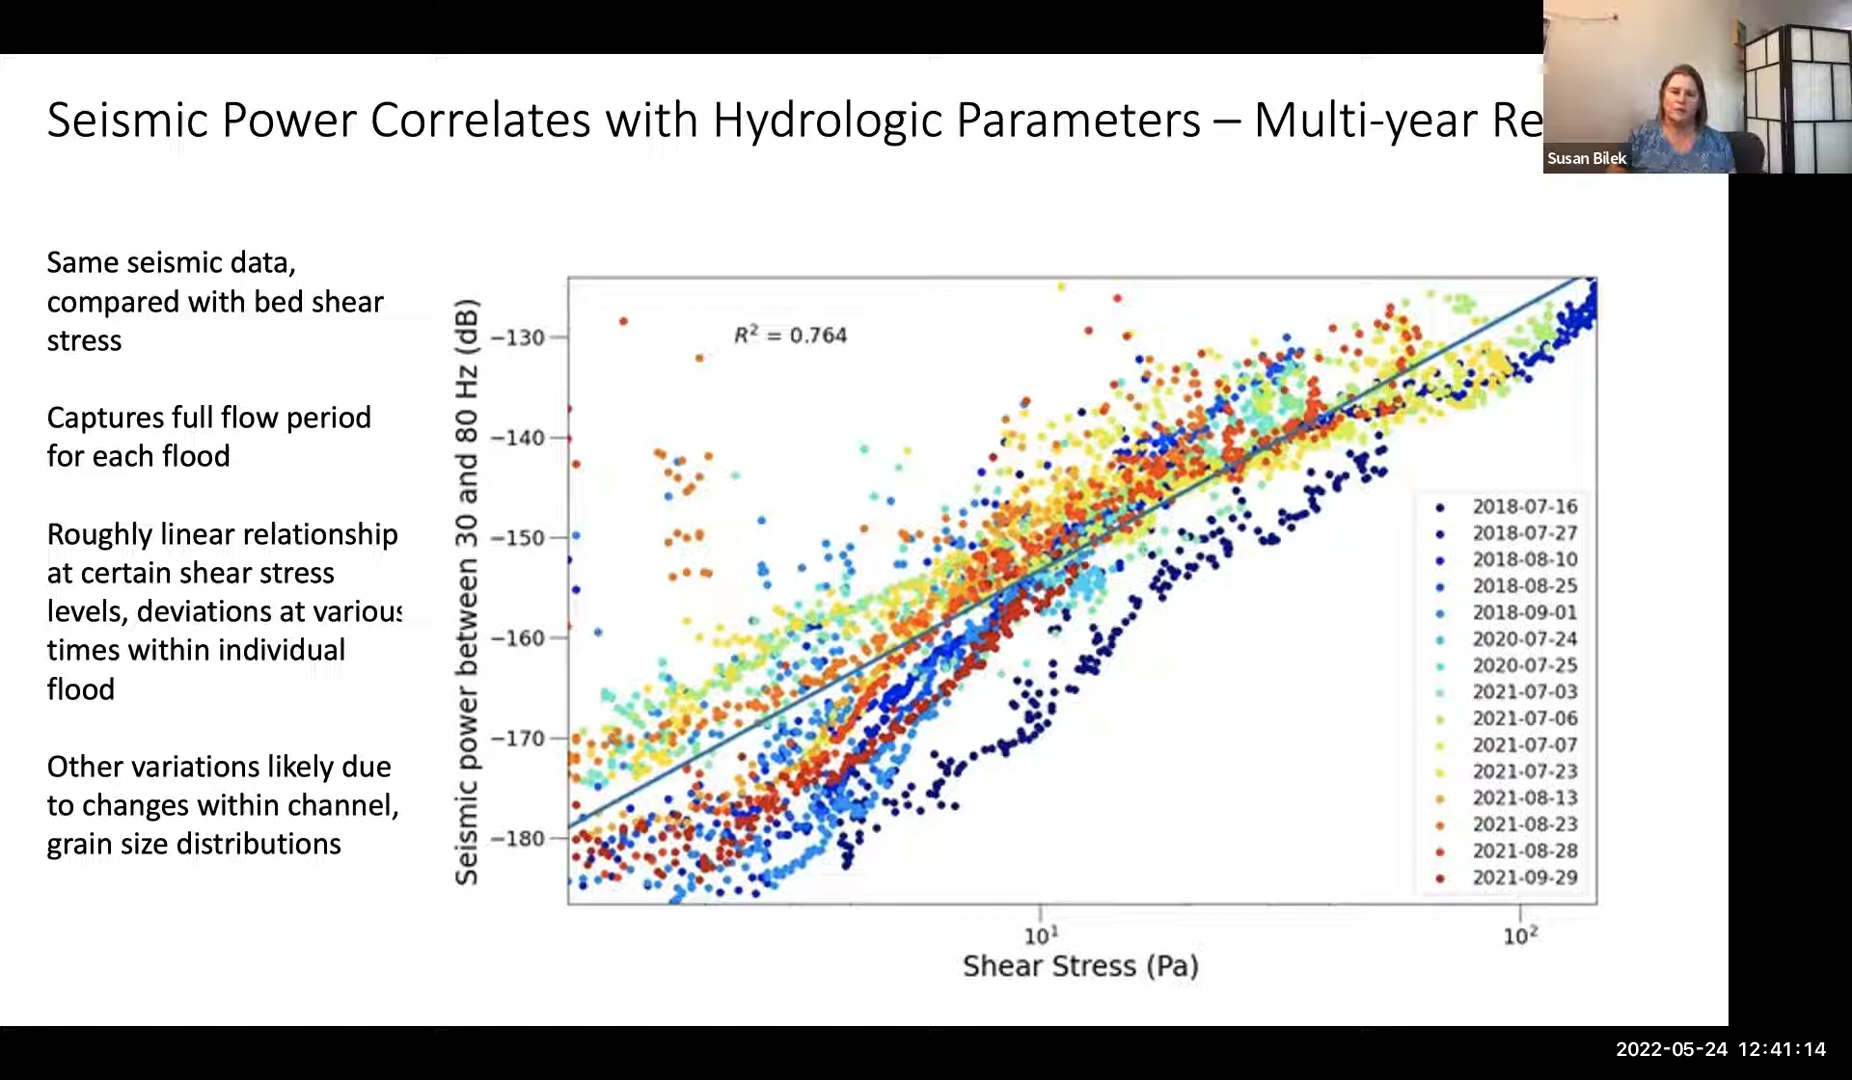 Seismic Power Correlates with Hydrologic Parameters – Multi-year Re
Susan Bilek
Same seismic data,
compared with bed shear
stress
Captures full flow period
for each flood
Roughly linear relationship
at certain shear stress
levels, deviations at various
times within individual
flood
Other variations likely due
to changes within channel,
grain size distributions
Seismic power between 30 and 80 Hz (dB)
−130
−140
−150
−160
−170
−180
R² = 0.764
2018-07-16
2018-07-27
2018-08-10
2018-08-25
2018-09-01
2020-07-24
2020-07-25
2021-07-03
2021-07-06
2021-07-07
2021-07-23
2021-08-13
2021-08-23
2021-08-28
2021-09-29
10¹
10²
Shear Stress (Pa)
2022-05-24 12:41:14